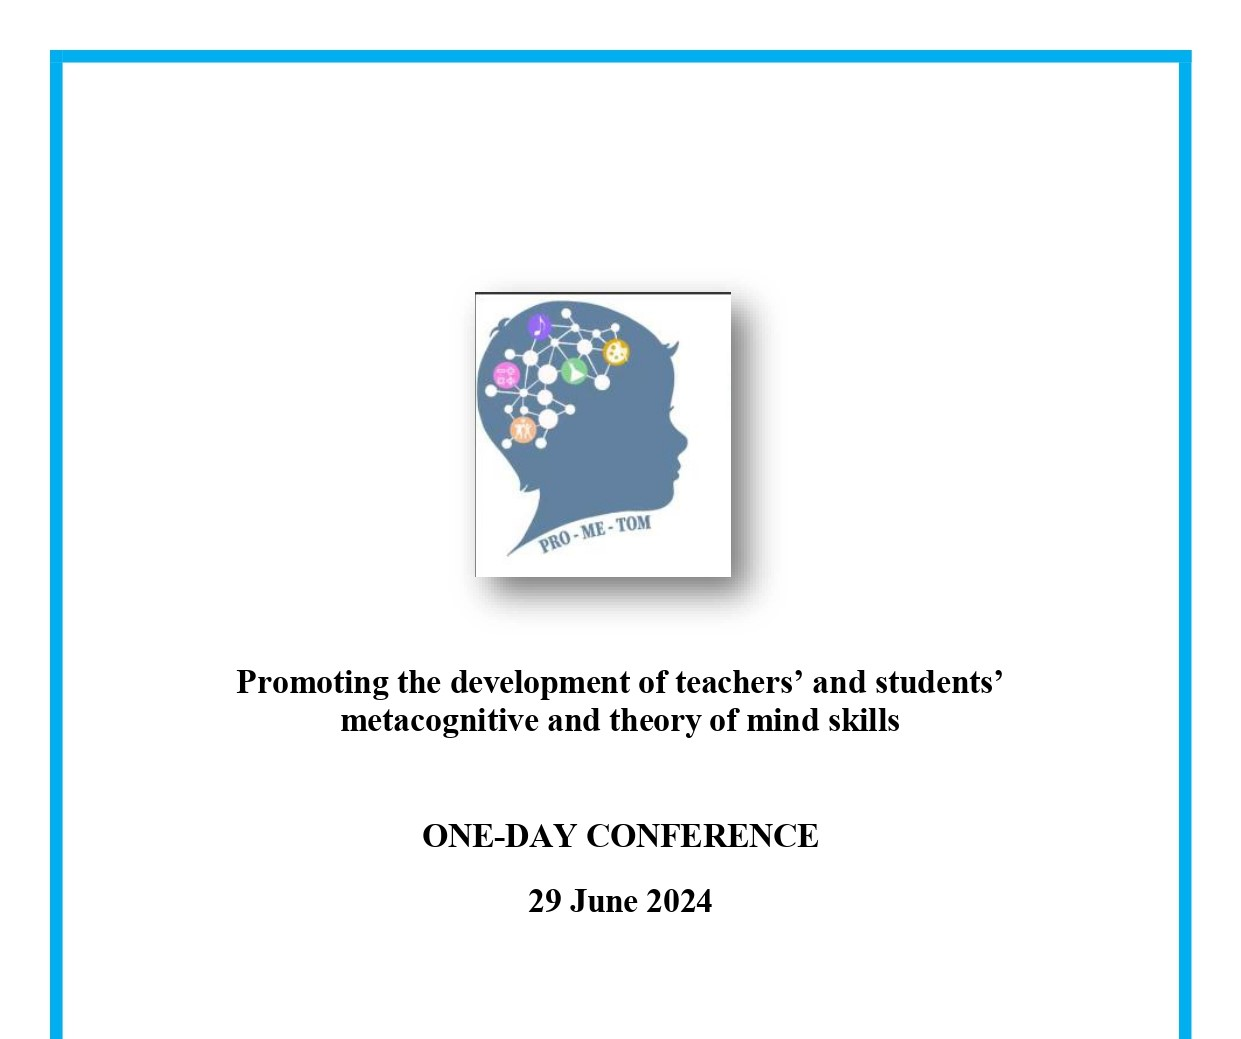 PRO - ME - TOM
Promoting the development of teachers’ and students’
metacognitive and theory of mind skills
ONE-DAY CONFERENCE
29 June 2024